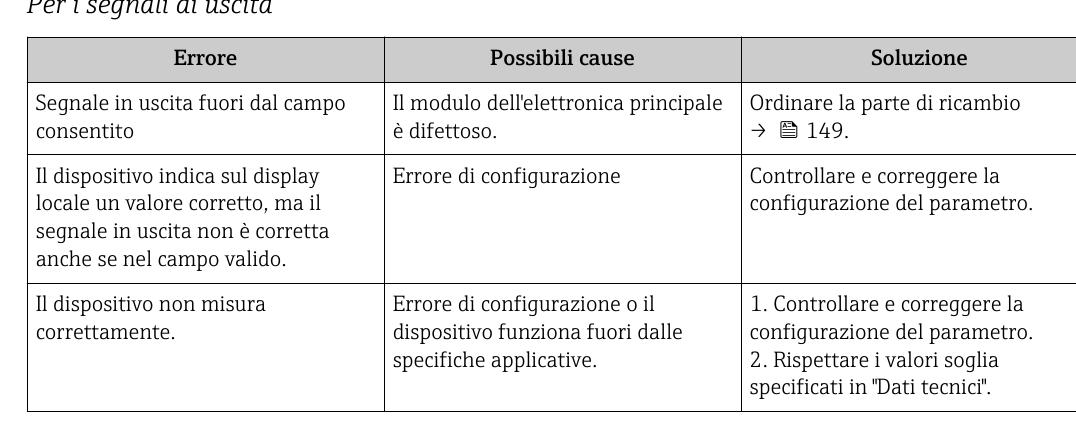 Per i segnali di uscita
Errore
Possibili cause
Soluzione
Segnale in uscita fuori dal campo
consentito
Il modulo dell'elettronica principale
è difettoso.
Ordinare la parte di ricambio
→ 149.
Il dispositivo indica sul display
locale un valore corretto, ma il
segnale in uscita non è corretta
anche se nel campo valido.
Errore di configurazione
Controllare e correggere la
configurazione del parametro.
Il dispositivo non misura
correttamente.
Errore di configurazione o il
dispositivo funziona fuori dalle
specifiche applicative.
1. Controllare e correggere la
configurazione del parametro.
2. Rispettare i valori soglia
specificati in "Dati tecnici".